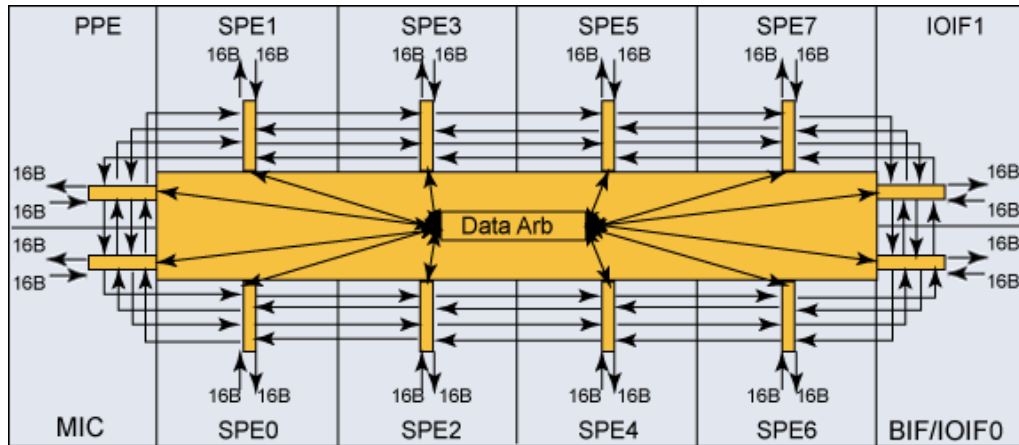 PPE SPE1 SPE3 SPE5 SPE7 IOIF1
16B 16B 16B 16B 16B 16B 16B 16B
16B 16B
16B 16B
Data Arb
16B 16B
16B 16B
16B 16B 16B 16B 16B 16B 16B 16B
MIC SPE0 SPE2 SPE4 SPE6 BIF/IOIF0